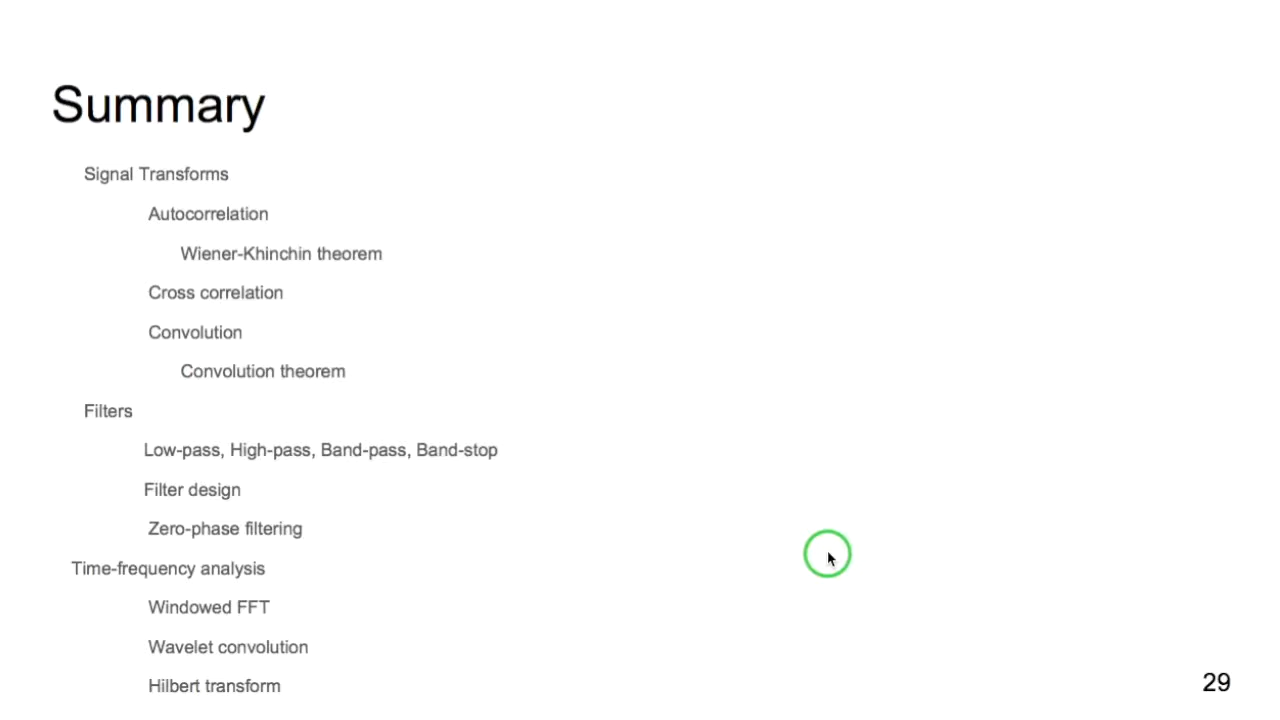 Summary
Signal Transforms
Autocorrelation
Wiener-Khinchin theorem
Cross correlation
Convolution
Convolution theorem
Filters
Low-pass, High-pass, Band-pass, Band-stop
Filter design
Zero-phase filtering
Time-frequency analysis
Windowed FFT
Wavelet convolution
Hilbert transform
29